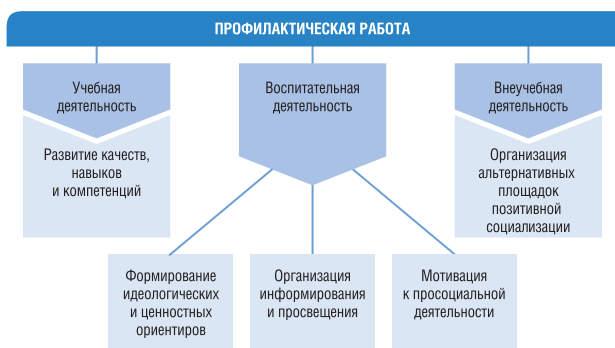 ПРОФИЛАКТИЧЕСКАЯ РАБОТА
Учебная
деятельность
Развитие качеств,
навыков
и компетенций
Воспитательная
деятельность
Внеучебная
деятельность
Организация
альтернативных
площадок
позитивной
социализации
Формирование
идеологических
и ценностных
ориентиров
Организация
информирования
и просвещения
Мотивация
к просоциальной
деятельности